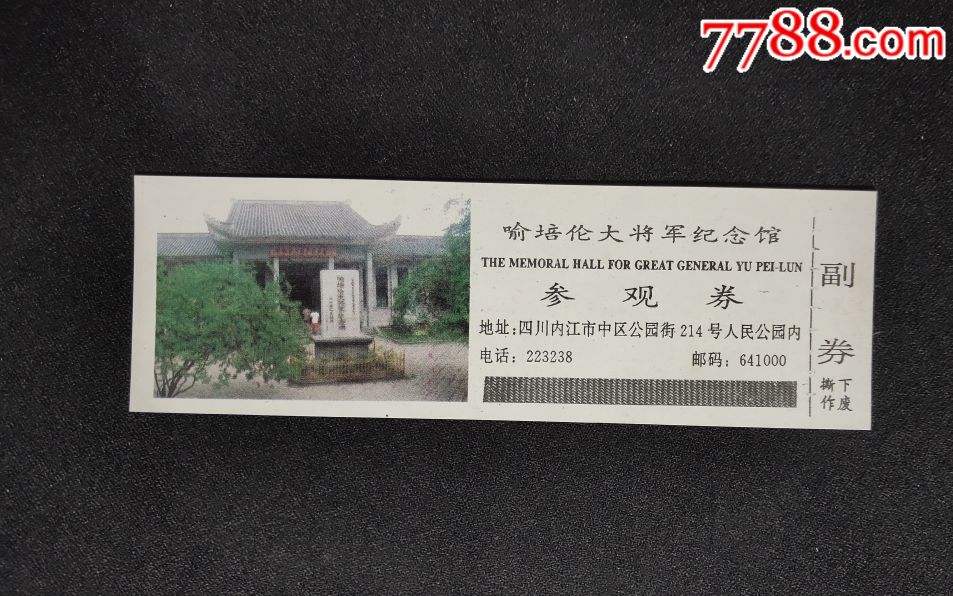 7788.com
喻培伦大将军纪念馆
THE MEMORAL HALL FOR GREAT GENERAL YU PEI-LUN
参观券
地址:四川内江市中区公园街214号人民公园内
电话:223238 邮码:641000
副券
撕下
作废